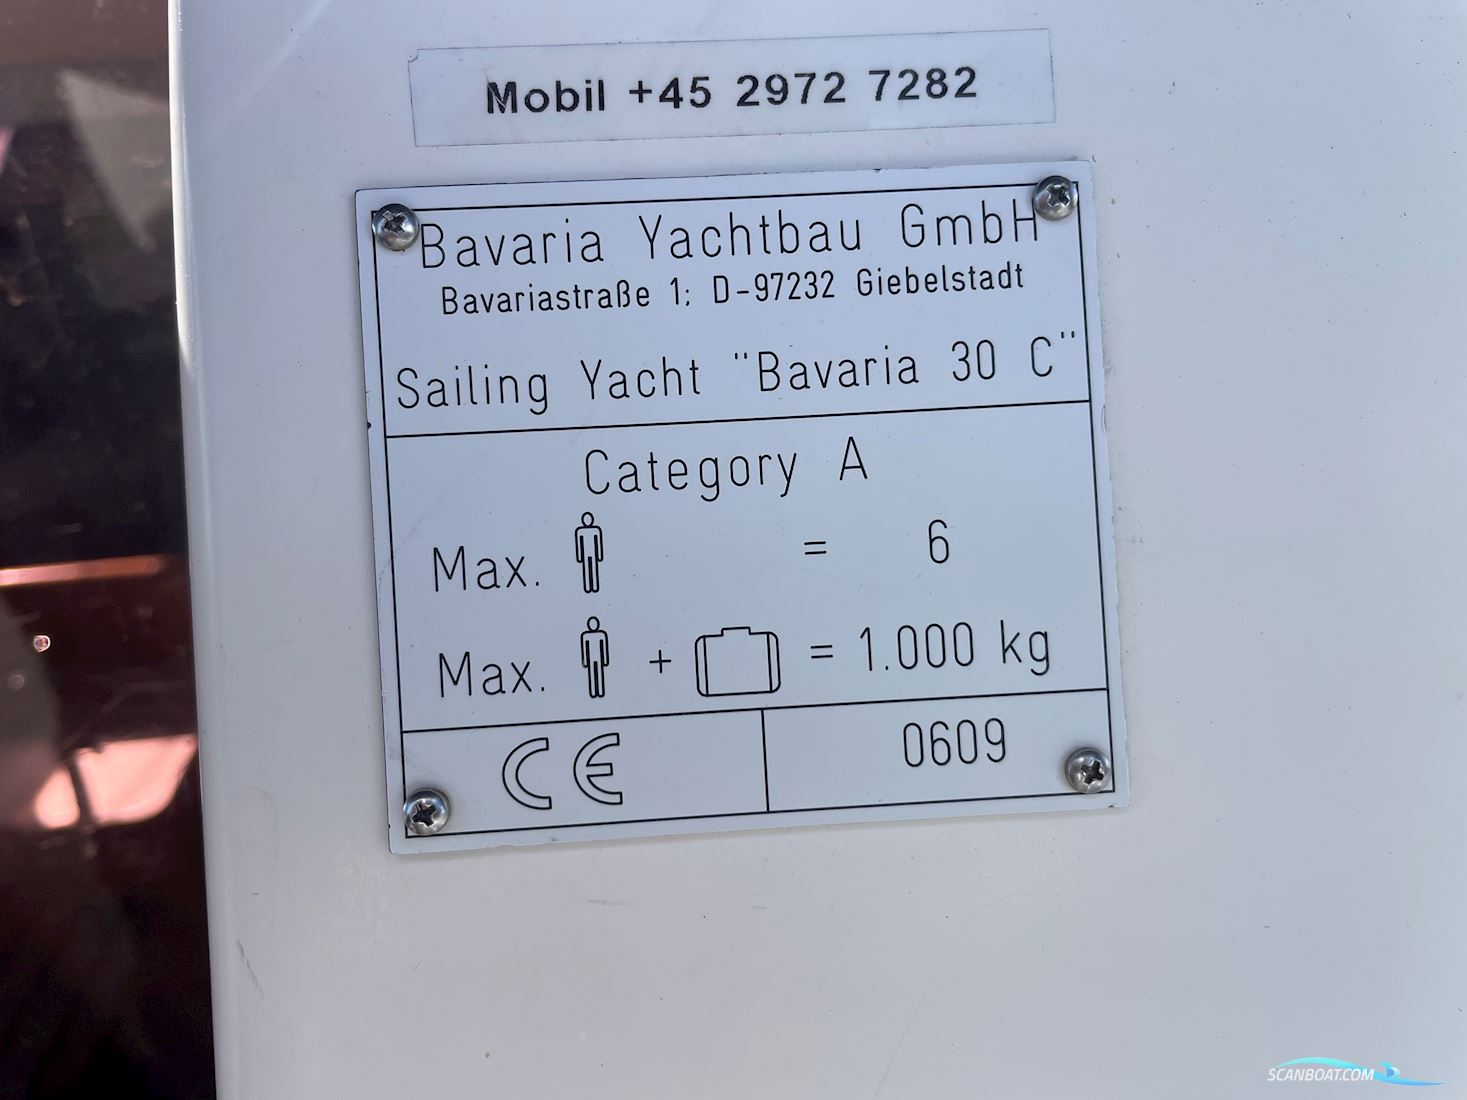 Mobil +45 2972 7282
Bavaria Yachtbau GmbH
Bavariastraße 1; D-97232 Giebelstadt
Sailing Yacht "Bavaria 30 C"
Category A
Max. = 6
Max. + = 1.000 kg
CE 0609
SCANBOAT.COM